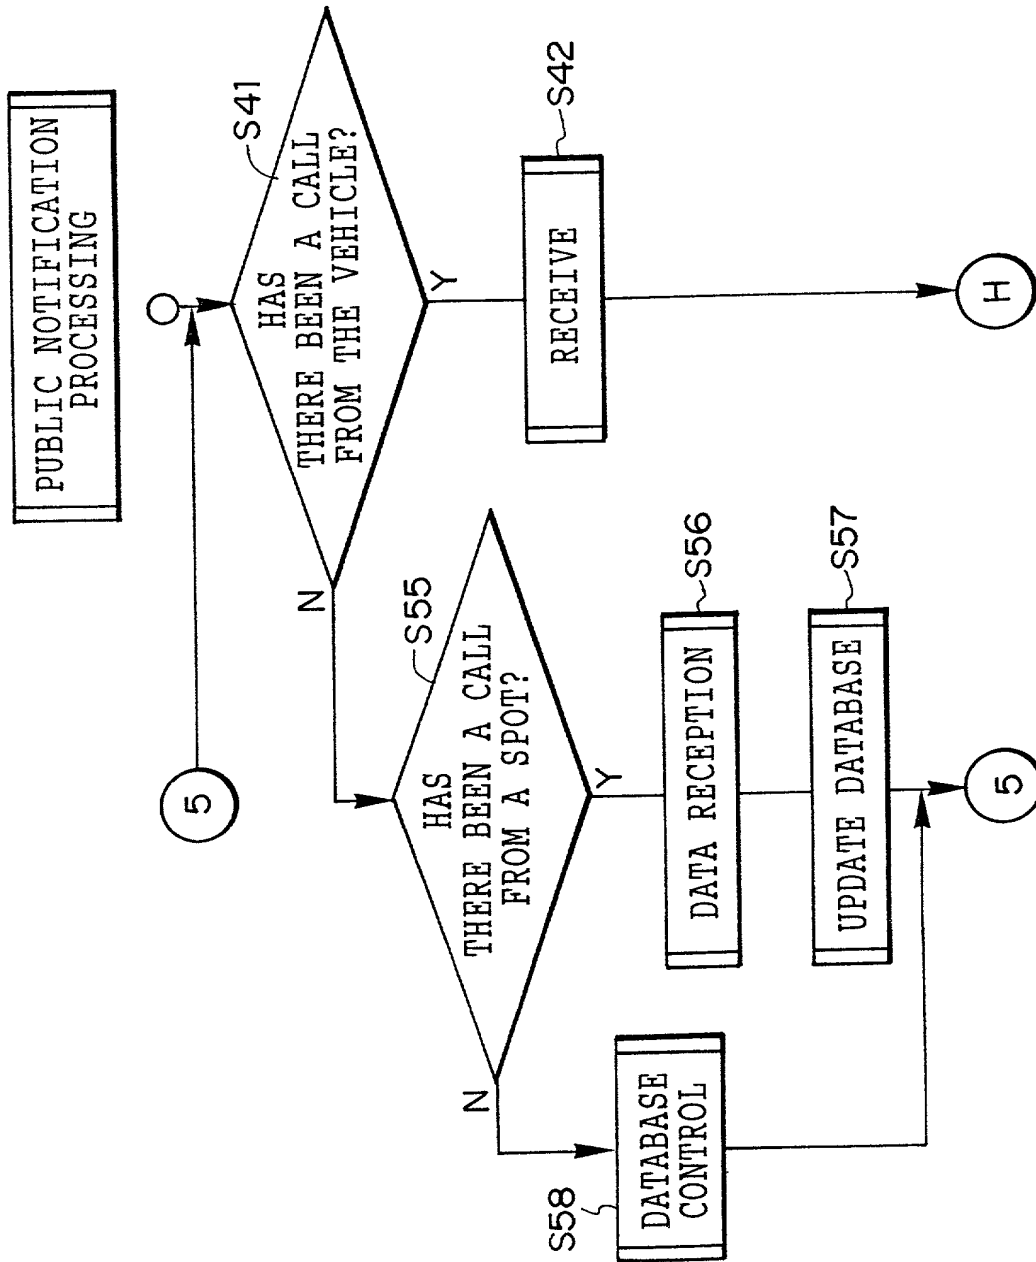 PUBLIC NOTIFICATION
PROCESSING
5
S41
HAS
THERE BEEN A CALL
FROM THE VEHICLE?
N
Y
S42
RECEIVE
H
S55
HAS
THERE BEEN A CALL
FROM A SPOT?
N
Y
S56
DATA RECEPTION
S57
UPDATE DATABASE
S58
DATABASE
CONTROL
5